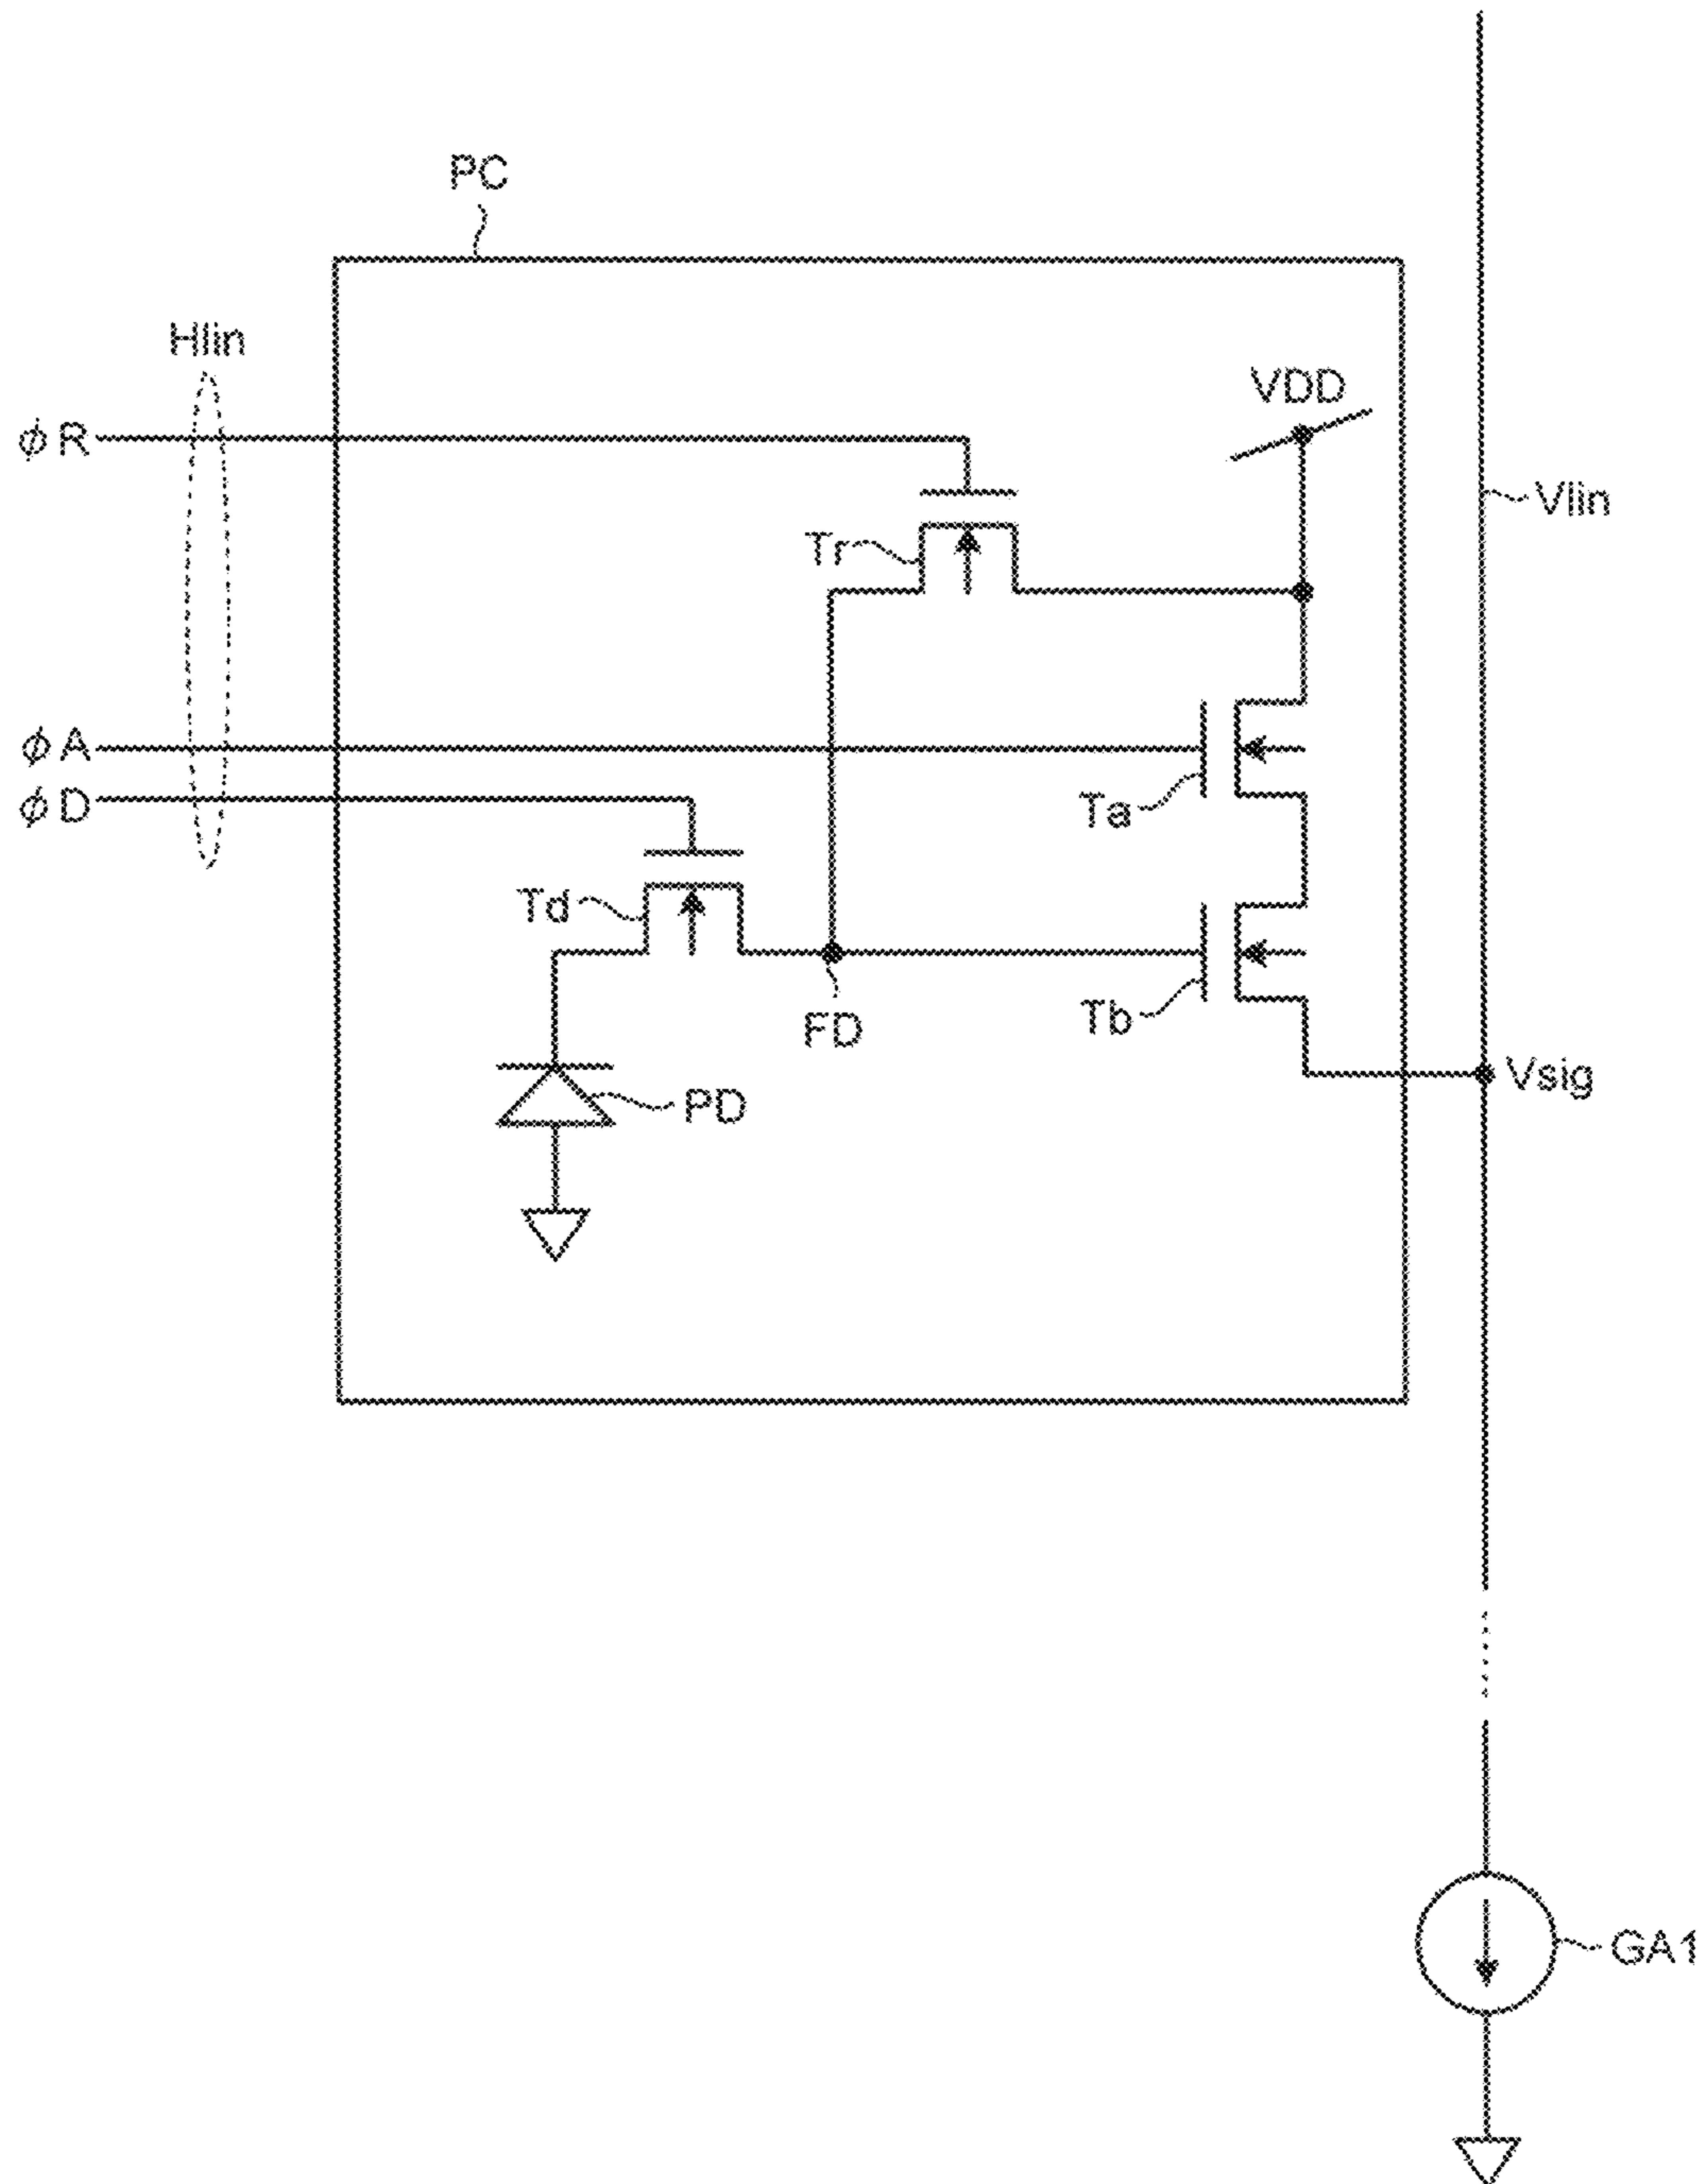 PC
Hlin
VDD
ϕR
Vlin
Tr
ϕA
ϕD
Ta
Td
Tb
FD
Vsig
PD
GA1